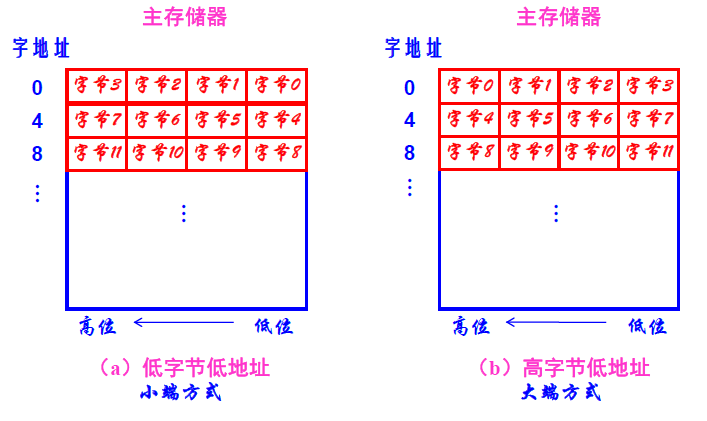 主存储器
字地址
0 字节3 字节2 字节1 字节0
4 字节7 字节6 字节5 字节4
8 字节11 字节10 字节9 字节8
⋮ ⋮
高位 ← 低位
（a）低字节低地址
小端方式
主存储器
字地址
0 字节0 字节1 字节2 字节3
4 字节4 字节5 字节6 字节7
8 字节8 字节9 字节10 字节11
⋮ ⋮
高位 ← 低位
（b）高字节低地址
大端方式